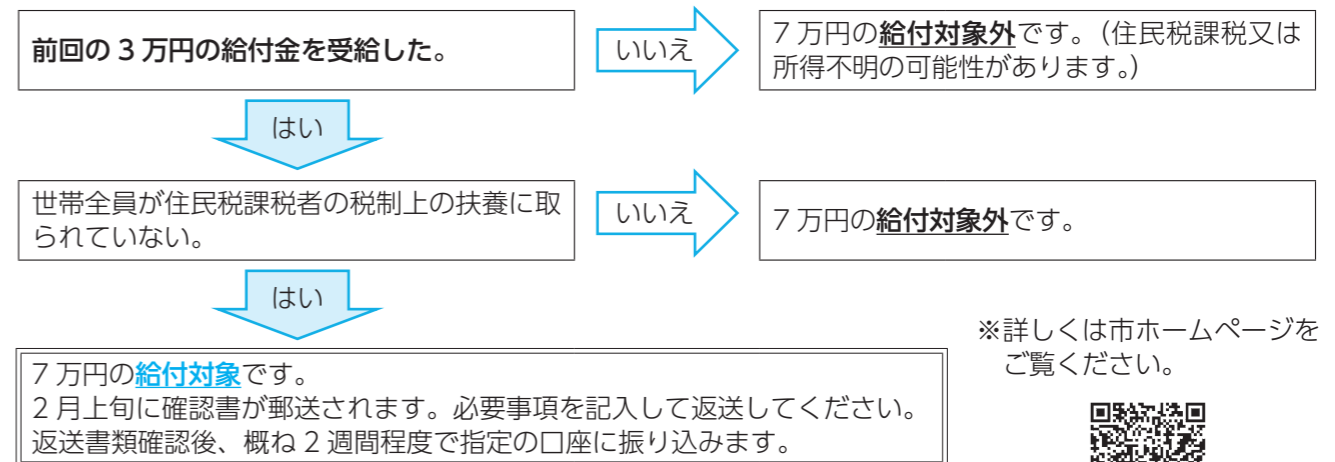 前回の 3 万円の給付金を受給した。
いいえ
7 万円の給付対象外です。（住民税課税又は
所得不明の可能性があります。）
はい
世帯全員が住民税課税者の税制上の扶養に取
られていない。
いいえ
7 万円の給付対象外です。
はい
7 万円の給付対象です。
2 月上旬に確認書が郵送されます。必要事項を記入して返送してください。
返送書類確認後、概ね 2 週間程度で指定の口座に振り込みます。
※詳しくは市ホームページを
ご覧ください。